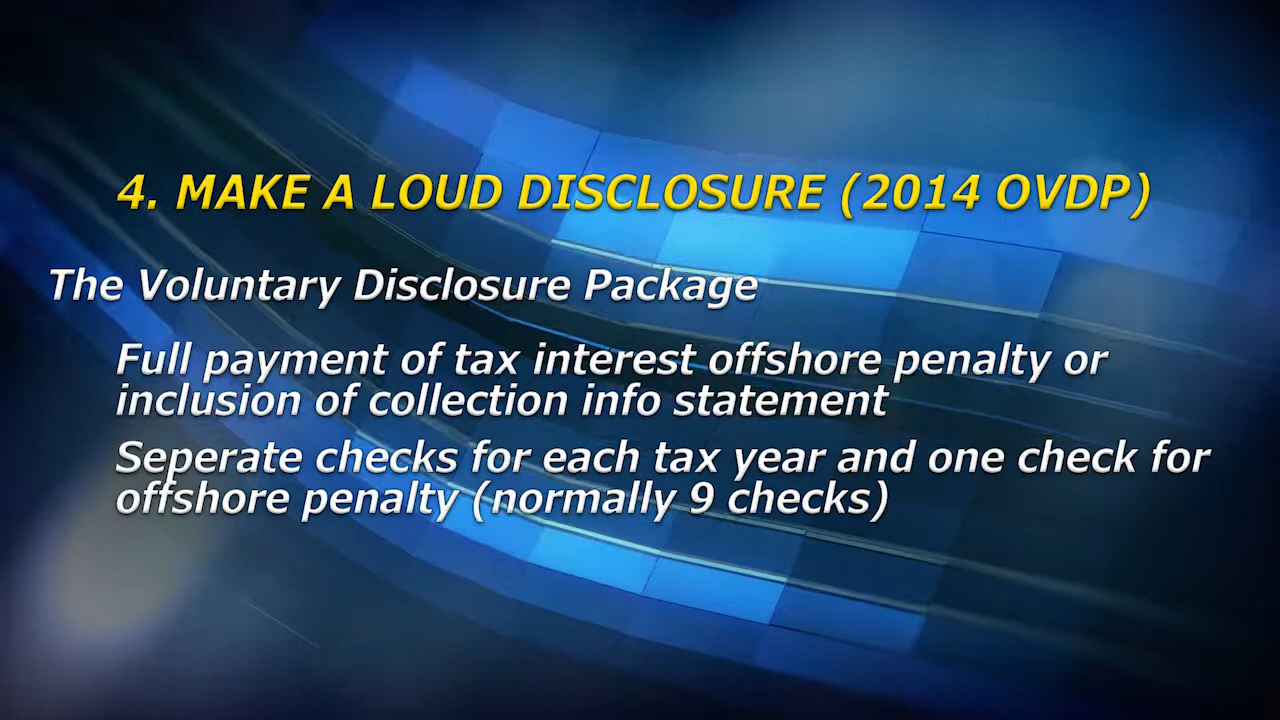 4. MAKE A LOUD DISCLOSURE (2014 OVDP)
The Voluntary Disclosure Package
Full payment of tax interest offshore penalty or
inclusion of collection info statement
Seperate checks for each tax year and one check for
offshore penalty (normally 9 checks)